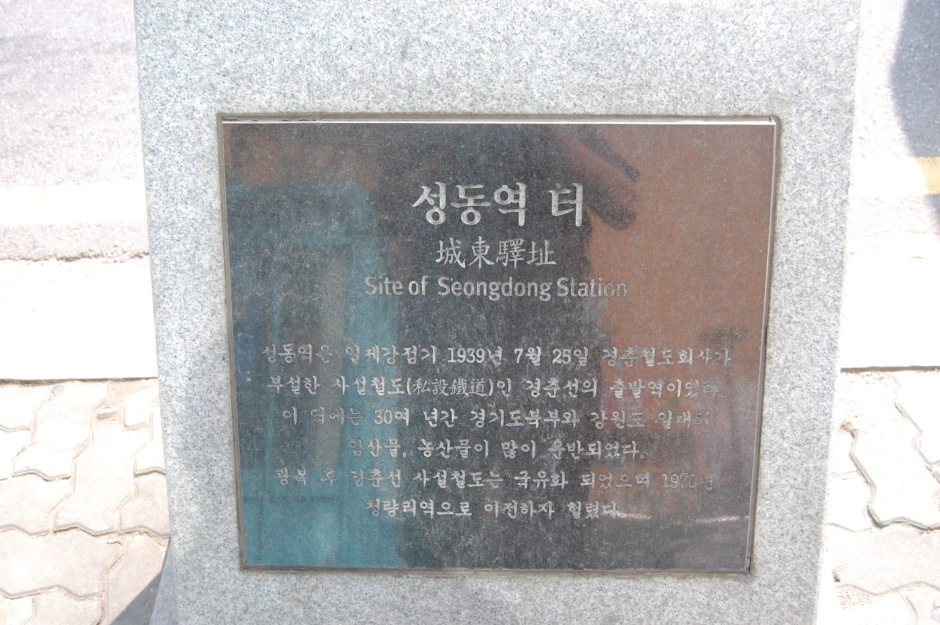 성동역 터
城東驛址
Site of Seongdong Station
성동역은 일제강점기 1939년 7월 25일 경춘철도회사가
부설한 사설철도(私設鐵道)인 경춘선의 출발역이었다
이 역에는 30여 년간 경기도북부와 강원도 일대의
임산물, 농산물이 많이 운반되었다.
광복 후 경춘선 사설철도는 국유화 되었으며 1970년
청량리역으로 이전하자 헐렸다.